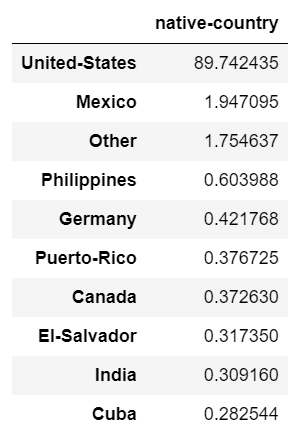 native-country
United-States 89.742435
Mexico 1.947095
Other 1.754637
Philippines 0.603988
Germany 0.421768
Puerto-Rico 0.376725
Canada 0.372630
El-Salvador 0.317350
India 0.309160
Cuba 0.282544